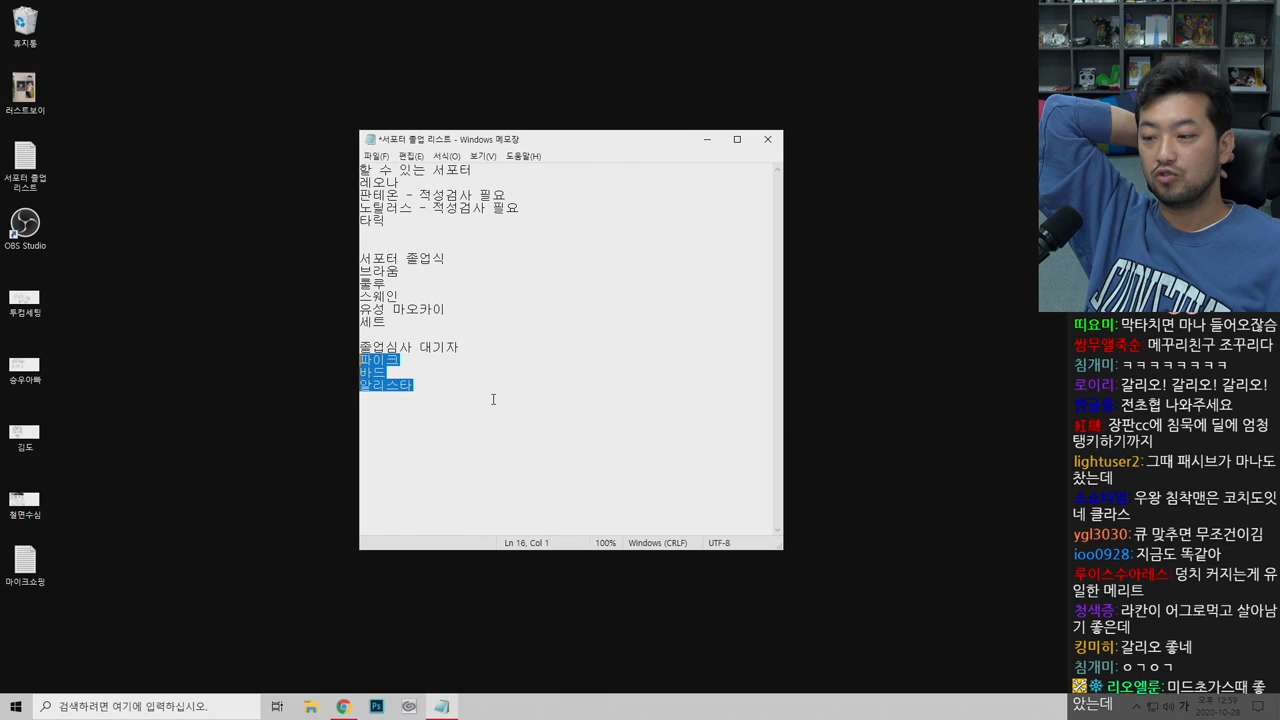 휴지통
러스트보이
서포터 졸업
리스트
OBS Studio
투컴세팅
승우아빠
김도
철면수심
마이크쇼핑
*서포터 졸업 리스트 - Windows 메모장
파일(F) 편집(E) 서식(O) 보기(V) 도움말(H)
할 수 있는 서포터
레오나
판테온 - 적성검사 필요
노틸러스 - 적성검사 필요
타릭
서포터 졸업식
브라움
룰루
스웨인
유성 마오카이
세트
졸업심사 대기자
파이크
바드
알리스타
Ln 16, Col 1 100% Windows (CRLF) UTF-8
띠요미: 막타치면 마나 들어오잖슴
쌈무앨죽순: 메꾸리친구 조꾸리다
침개미: ㅋㅋㅋㅋㅋㅋㅋㅋ
로이리: 갈리오! 갈리오! 갈리오!
전초협 나와주세요
장판cc에 침묵에 딜에 엄청
탱키하기까지
lightuser2: 그때 패시브가 마나도
찼는데
우왕 침착맨은 코치도잇
네 클라스
ygl3030: 큐 맞추면 무조건이김
ioo0928: 지금도 똑같아
루이스수아레스: 덩치 커지는게 유
일한 메리트
청색증: 라칸이 어그로먹고 살아남
기 좋은데
킹미히: 갈리오 좋네
침개미: ㅇㄱㅇㄱ
리오엘룬: 미드초가스때 좋
았는데
검색하려면 여기에 입력하십시오.
가
오후 12:59
2020-10-28